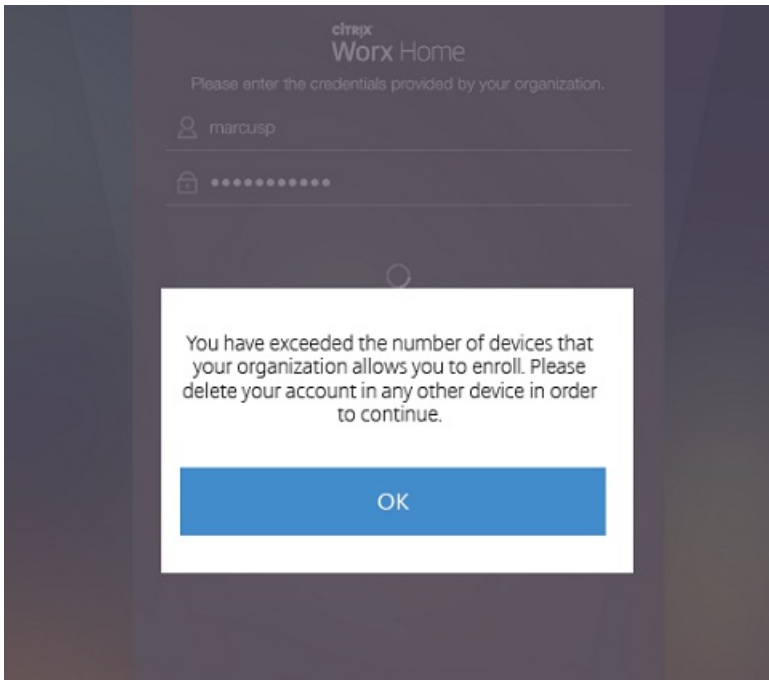 citrix
Worx Home
Please enter the credentials provided by your organization.
marcusp
•••••••••••
You have exceeded the number of devices that
your organization allows you to enroll. Please
delete your account in any other device in order
to continue.
OK